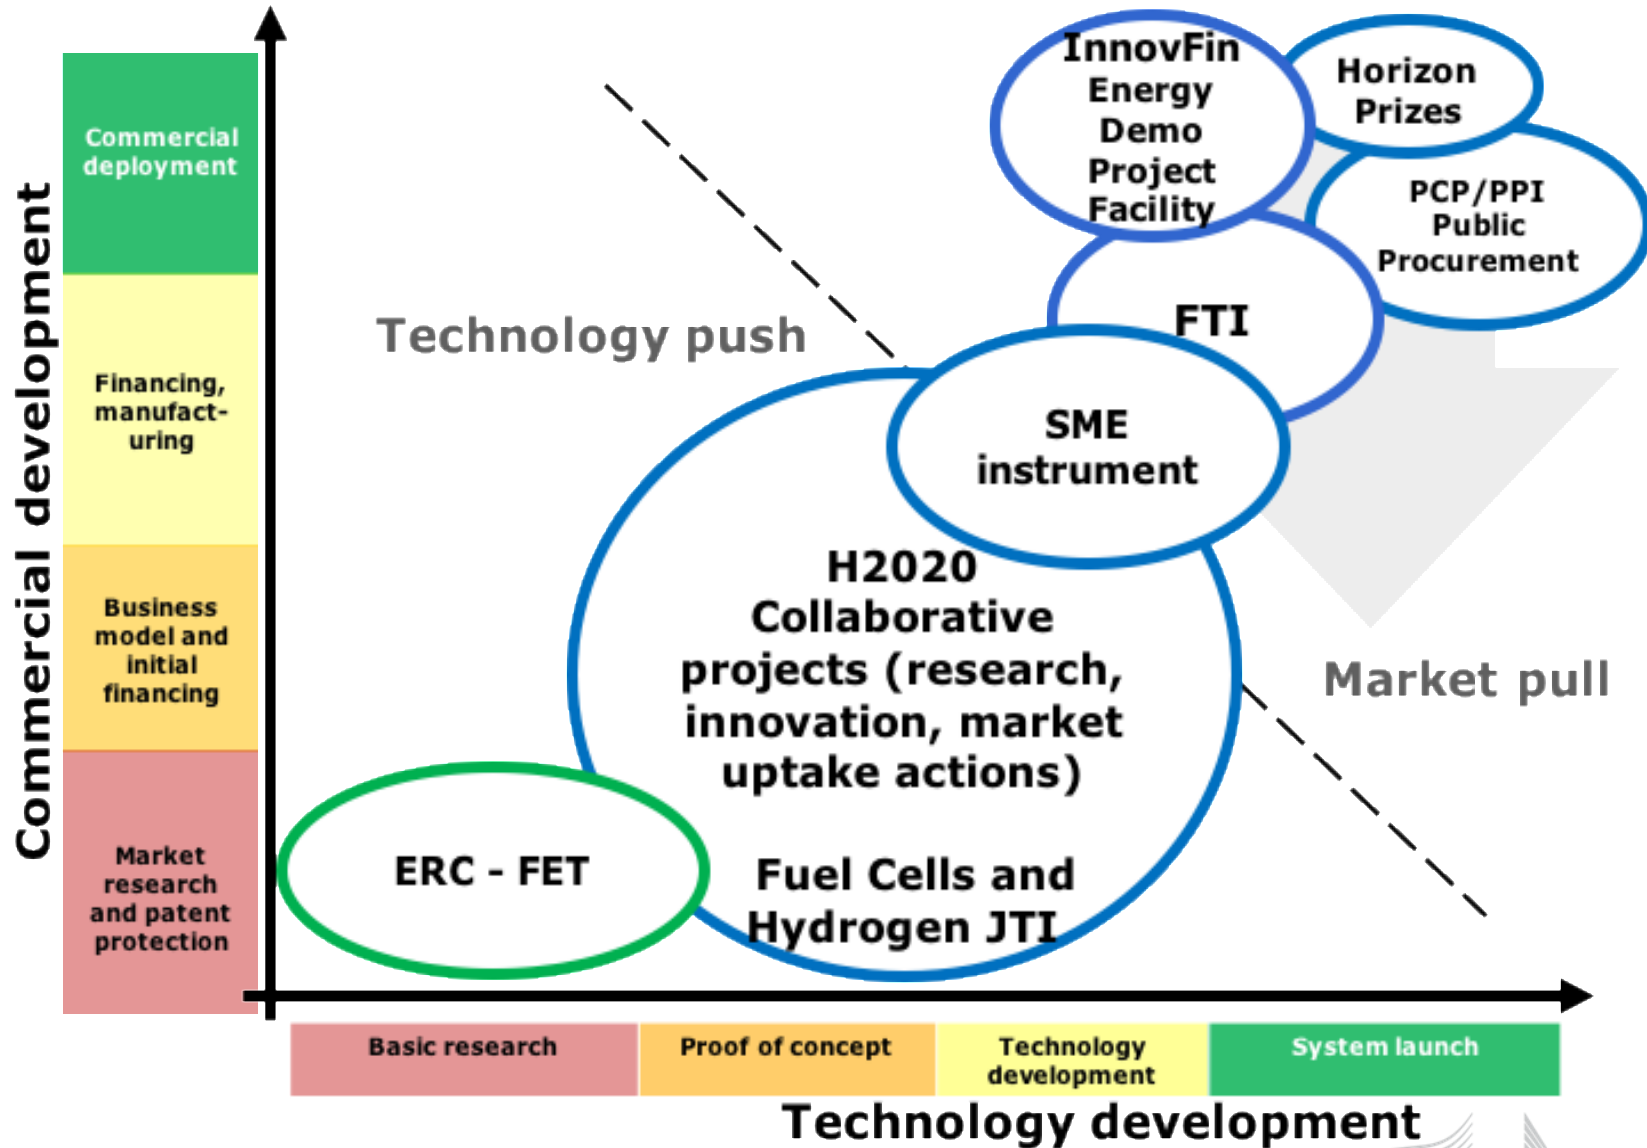 Commercial development
Commercial
deployment
Financing,
manufact-
uring
Business
model and
initial
financing
Market
research
and patent
protection
InnovFin
Energy
Demo
Project
Facility
Horizon
Prizes
PCP/PPI
Public
Procurement
FTI
Technology push
SME
instrument
H2020
Collaborative
projects (research,
innovation, market
uptake actions)
Market pull
ERC - FET
Fuel Cells and
Hydrogen JTI
Basic research
Proof of concept
Technology
development
System launch
Technology development